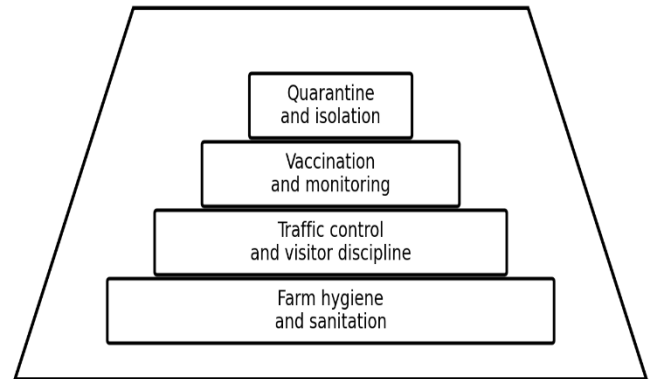 Quarantine
and isolation
Vaccination
and monitoring
Traffic control
and visitor discipline
Farm hygiene
and sanitation